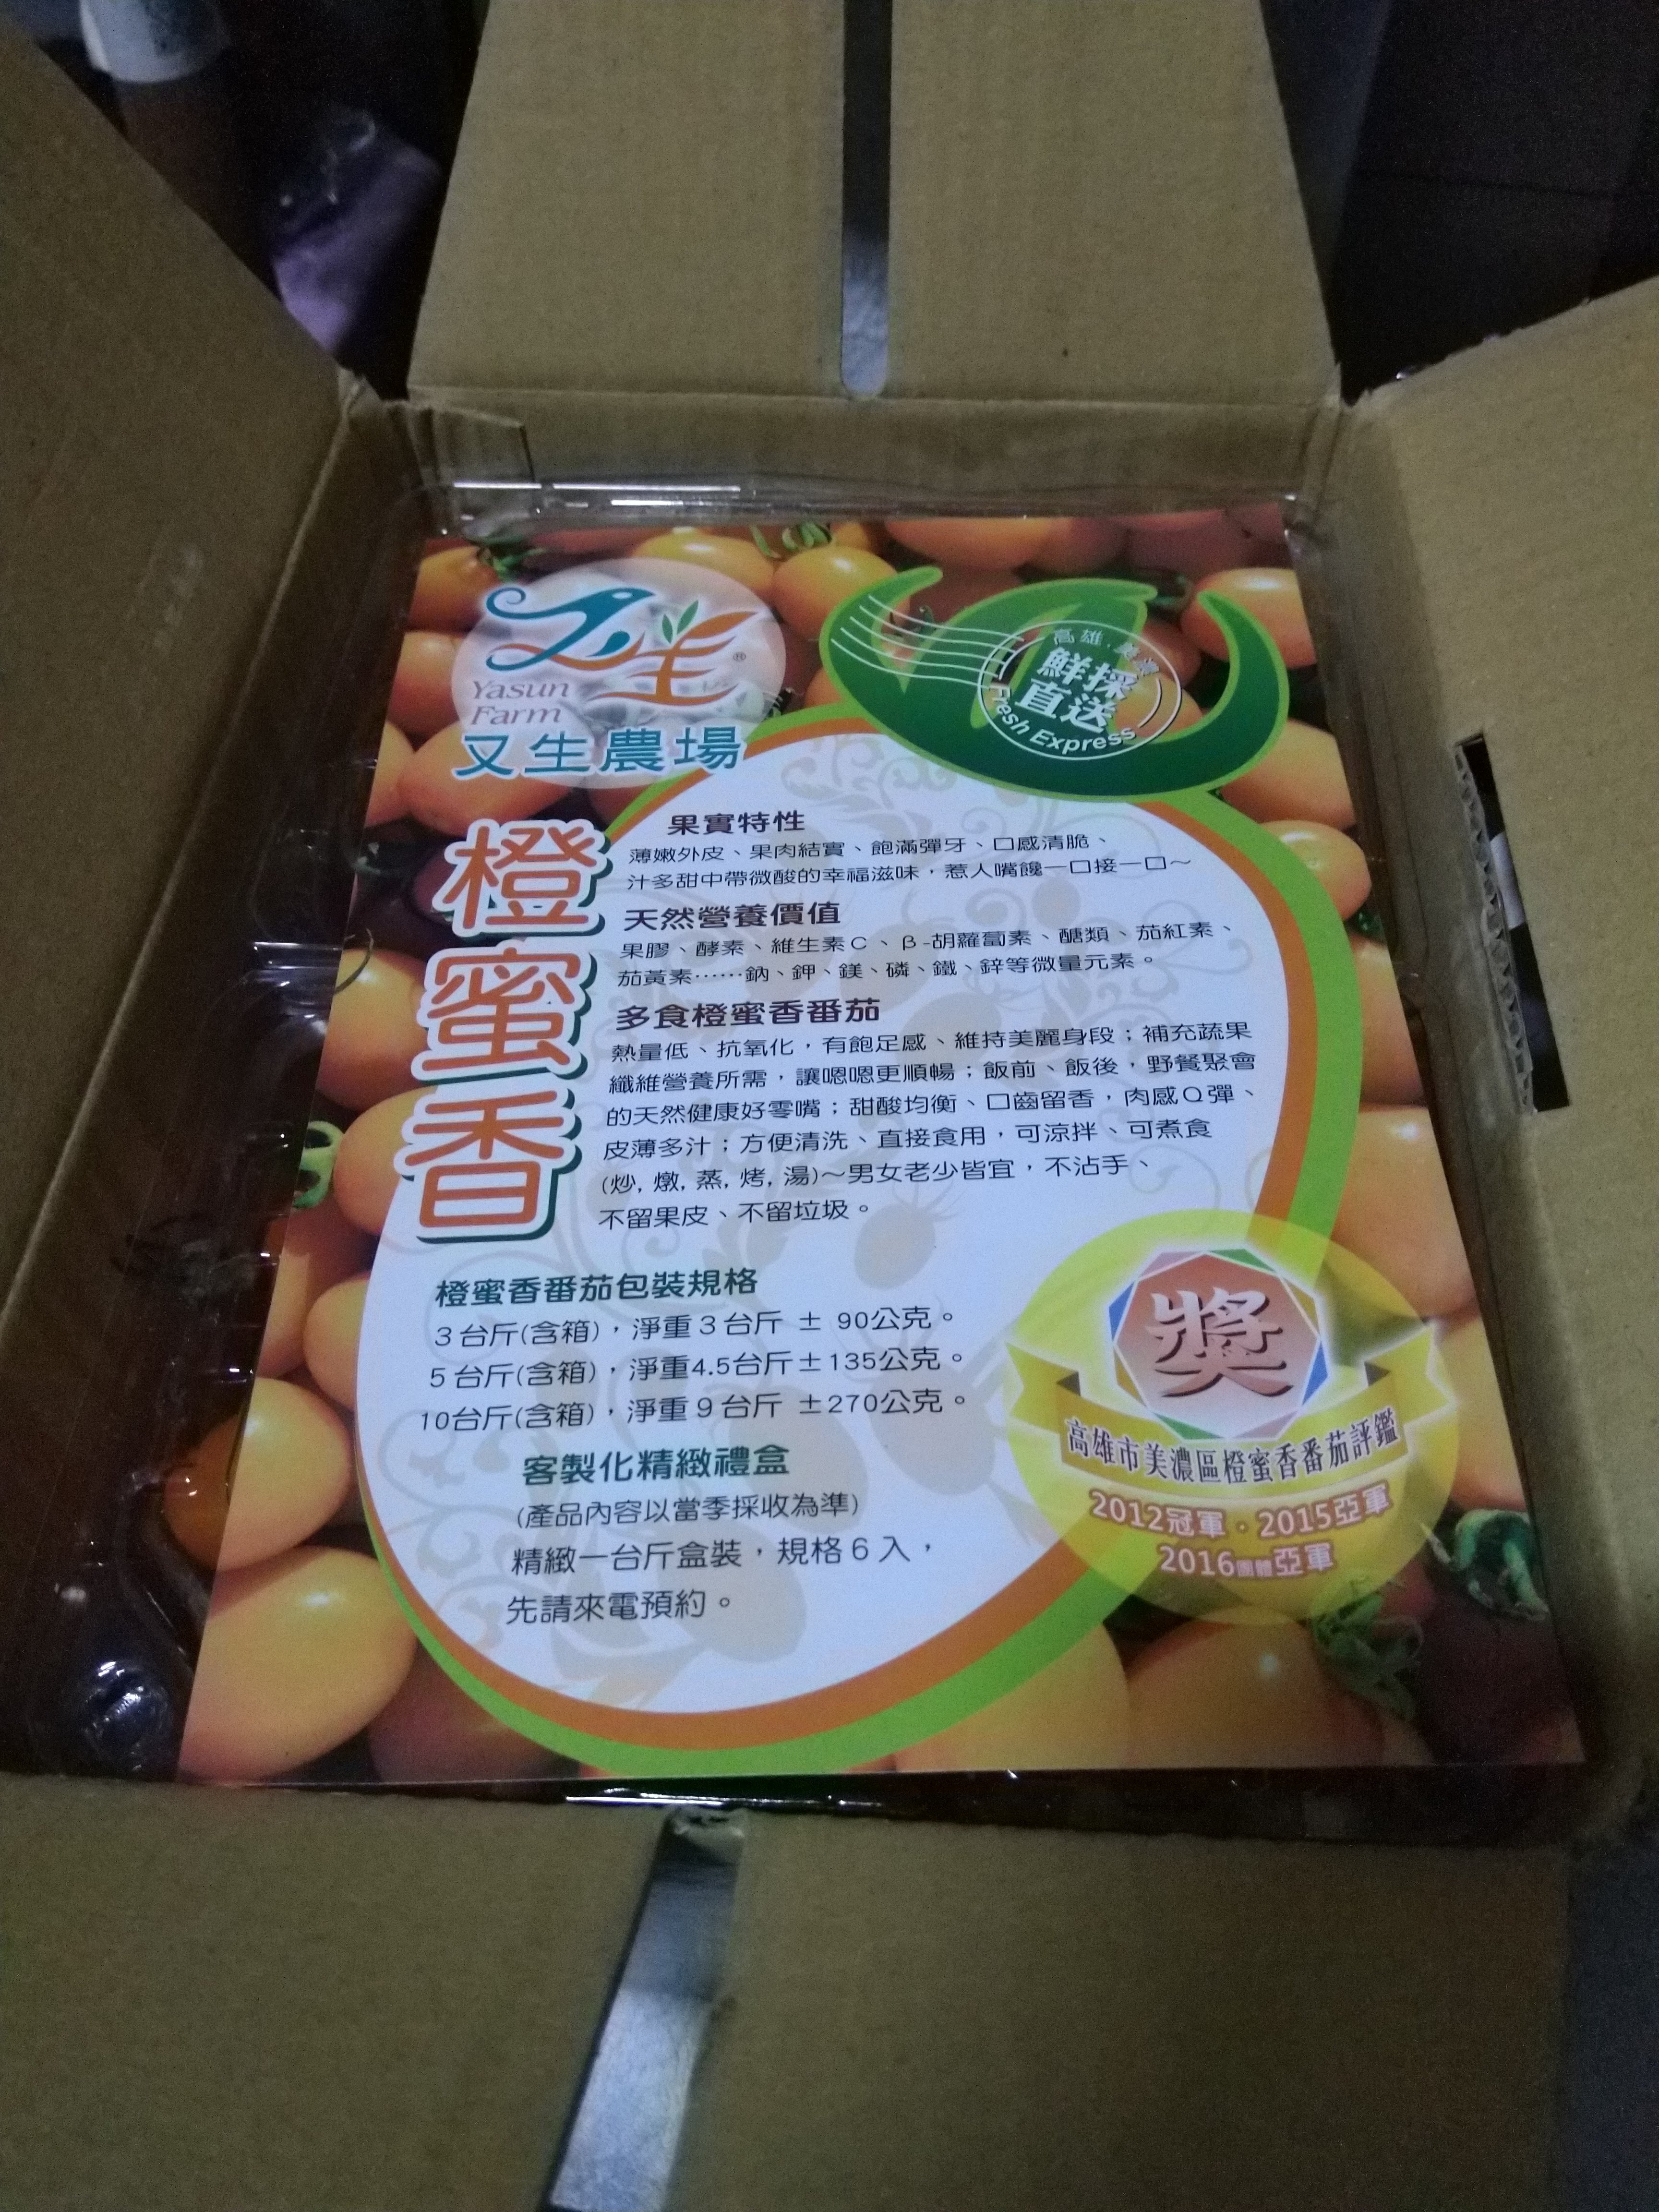 又生®
Yasun
Farm
又生農場
高雄·美濃
鮮採
直送
Fresh Express
橙蜜香
果實特性
薄嫩外皮、果肉結實、飽滿彈牙、口感清脆、
汁多甜中帶微酸的幸福滋味，惹人嘴饞一口接一口～
天然營養價值
果膠、酵素、維生素C、β-胡蘿蔔素、醣類、茄紅素、
茄黃素⋯⋯鈉、鉀、鎂、磷、鐵、鋅等微量元素。
多食橙蜜香番茄
熱量低、抗氧化，有飽足感、維持美麗身段；補充蔬果
纖維營養所需，讓嗯嗯更順暢；飯前、飯後，野餐聚會
的天然健康好零嘴；甜酸均衡、口齒留香，肉感Q彈、
皮薄多汁；方便清洗、直接食用，可涼拌、可煮食
(炒, 燉, 蒸, 烤, 湯)～男女老少皆宜，不沾手、
不留果皮、不留垃圾。
橙蜜香番茄包裝規格
3台斤(含箱)，淨重3台斤 ± 90公克。
5台斤(含箱)，淨重4.5台斤±135公克。
10台斤(含箱)，淨重9台斤 ±270公克。
客製化精緻禮盒
(產品內容以當季採收為準)
精緻一台斤盒裝，規格6入，
先請來電預約。
獎
高雄市美濃區橙蜜香番茄評鑑
2012冠軍·2015亞軍
2016團體亞軍